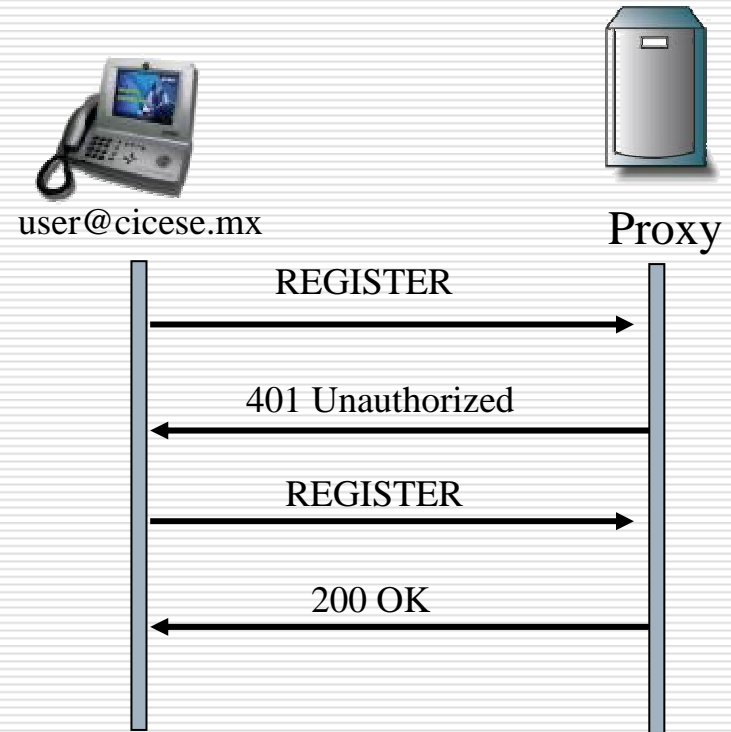 user@cicese.mx
Proxy
REGISTER
401 Unauthorized
REGISTER
200 OK